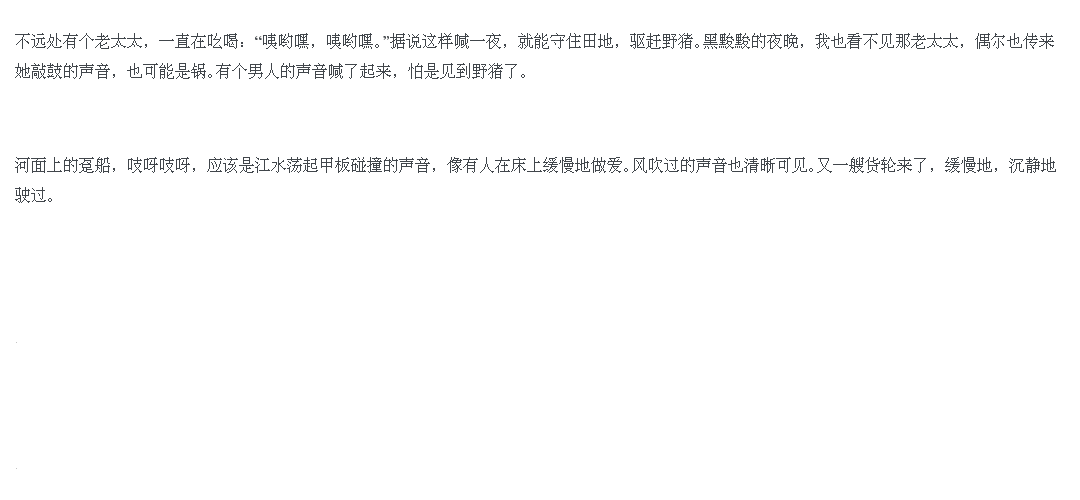 不远处有个老太太，一直在吆喝：“咦哟嘿，咦哟嘿。”据说这样喊一夜，就能守住田地，驱赶野猪。黑黢黢的夜晚，我也看不见那老太太，偶尔也传来
她敲鼓的声音，也可能是锅。有个男人的声音喊了起来，怕是见到野猪了。
河面上的趸船，吱呀吱呀，应该是江水荡起甲板碰撞的声音，像有人在床上缓慢地做爱。风吹过的声音也清晰可见。又一艘货轮来了，缓慢地，沉静地
驶过。